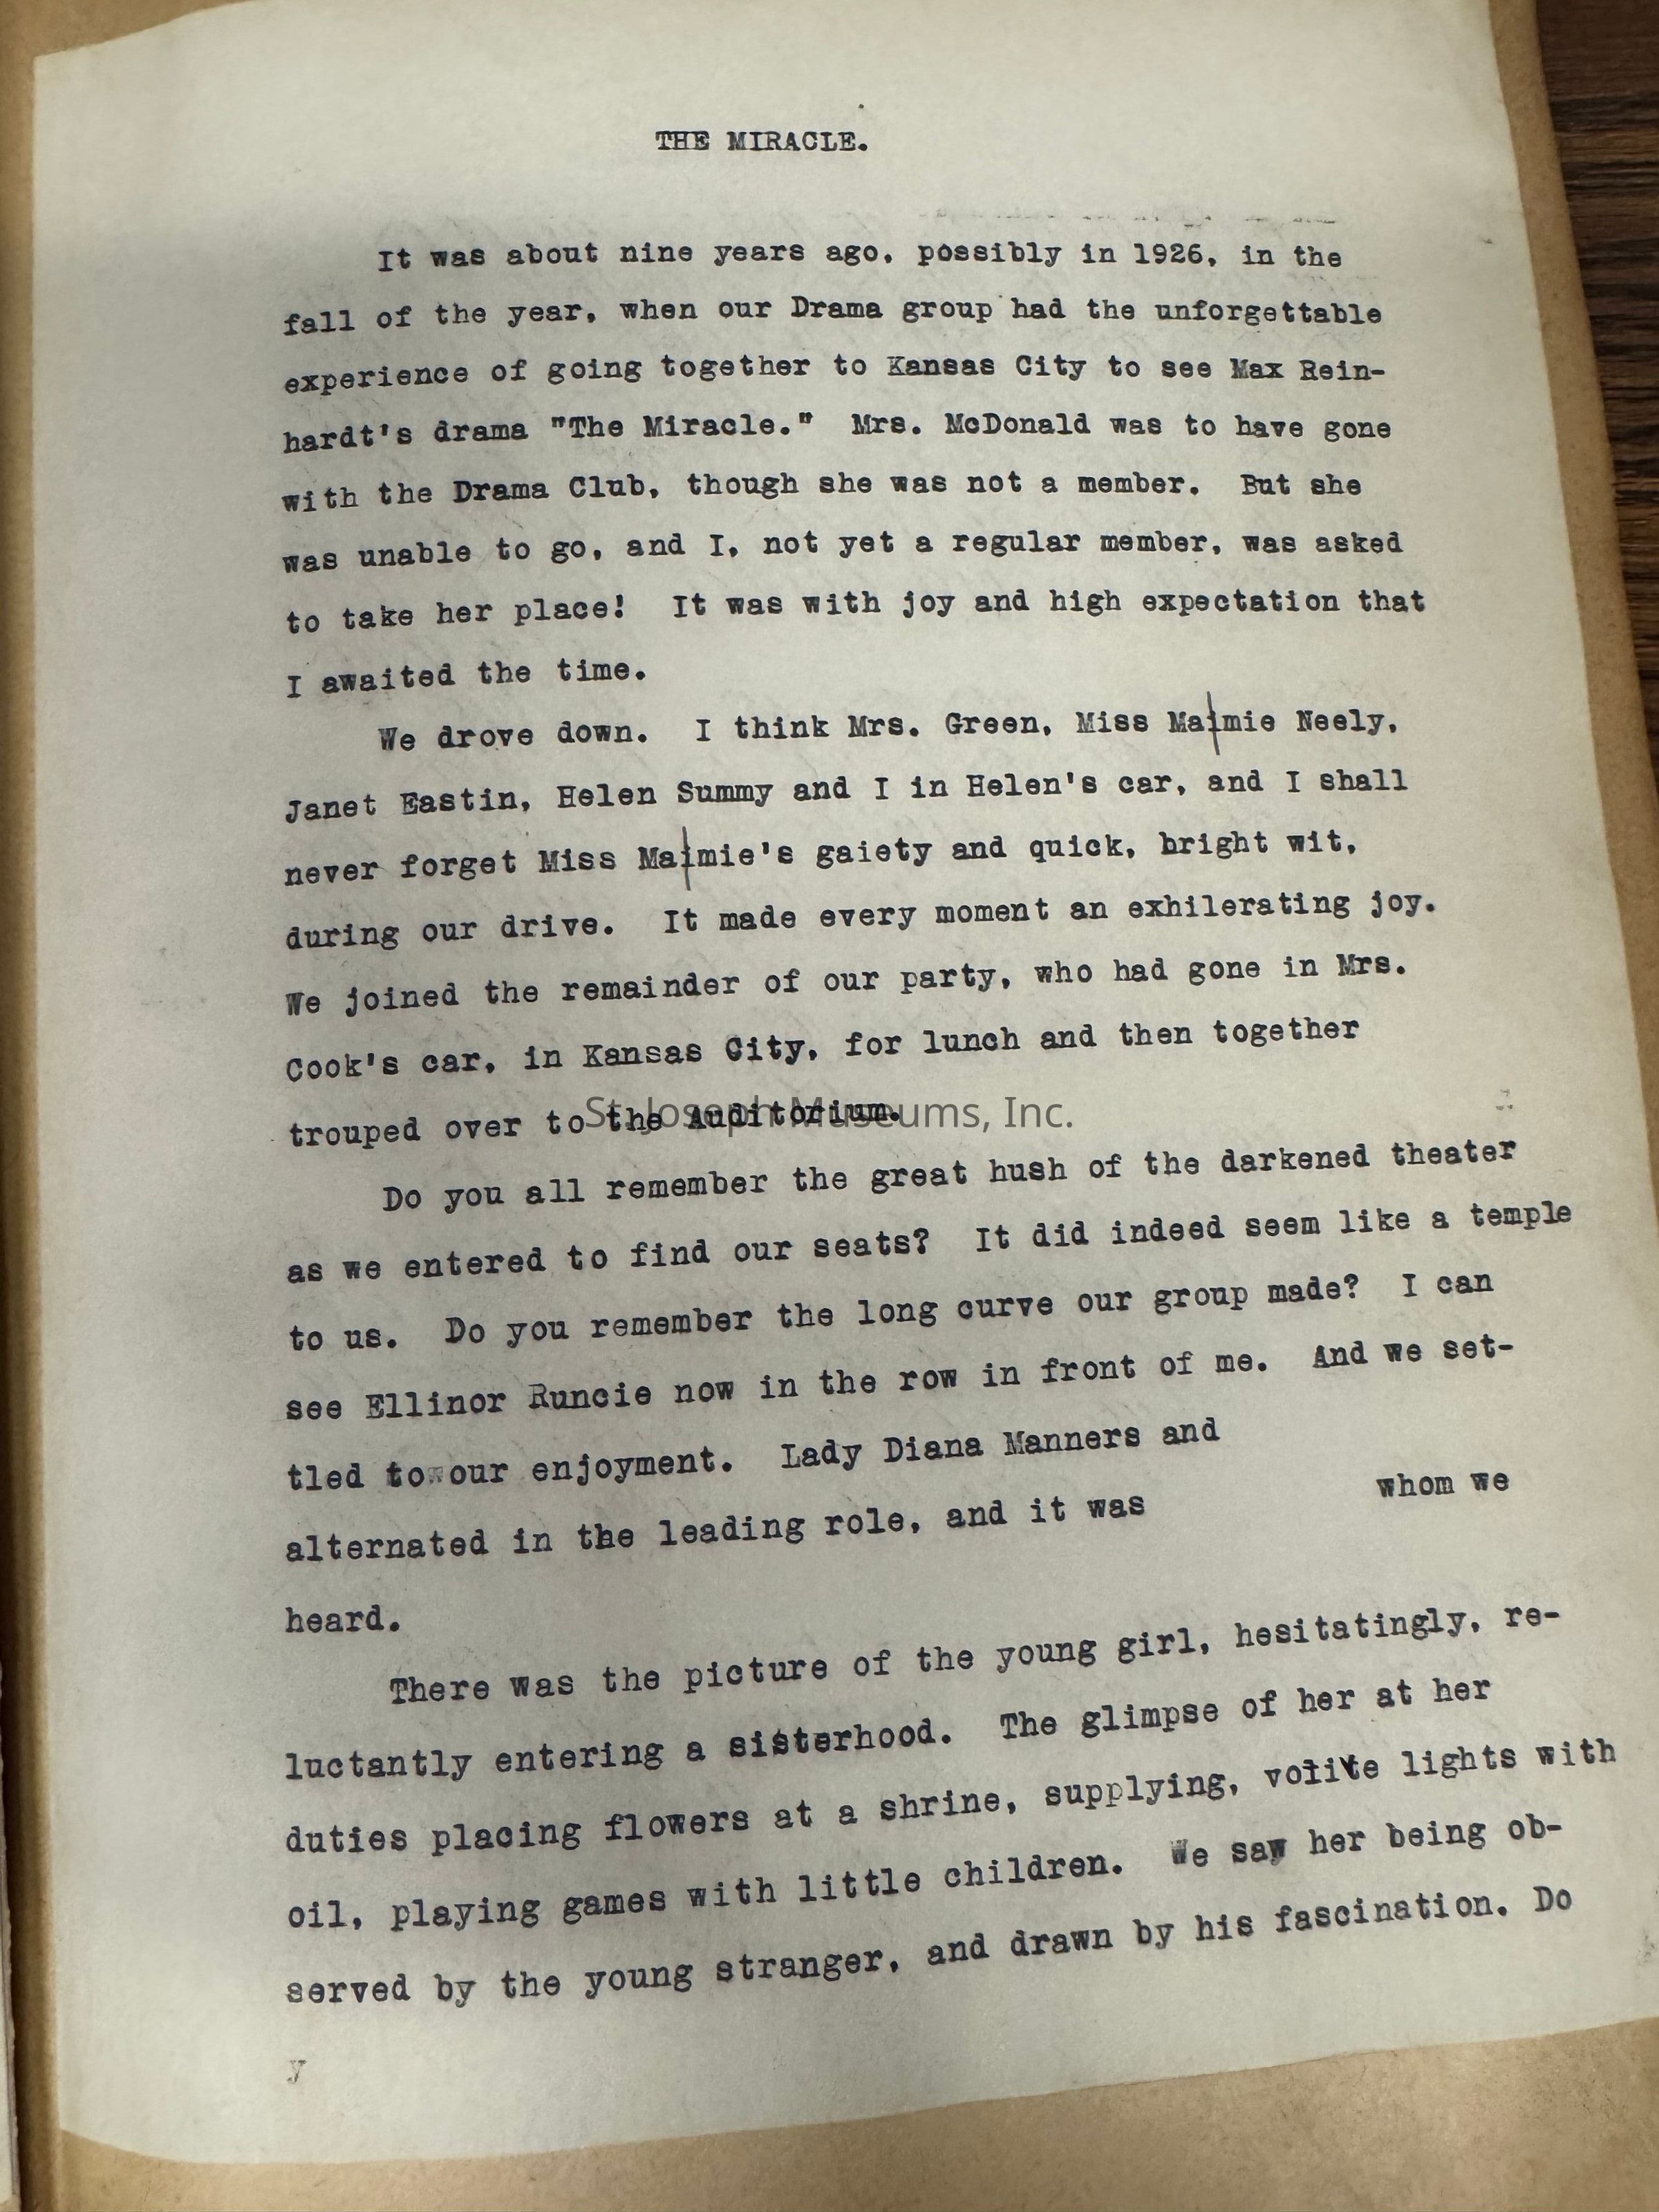 THE MIRACLE.
It was about nine years ago, possibly in 1926, in the
fall of the year, when our Drama group had the unforgettable
experience of going together to Kansas City to see Max Rein-
hardt's drama "The Miracle."  Mrs. McDonald was to have gone
with the Drama Club, though she was not a member.  But she
was unable to go, and I, not yet a regular member, was asked
to take her place!  It was with joy and high expectation that
I awaited the time.
We drove down.  I think Mrs. Green, Miss Maimie Neely,
Janet Eastin, Helen Summy and I in Helen's car, and I shall
never forget Miss Maimie's gaiety and quick, bright wit,
during our drive.  It made every moment an exhilerating joy.
We joined the remainder of our party, who had gone in Mrs.
Cook's car, in Kansas City, for lunch and then together
trouped over to the Auditorium.
St. Joseph Museums, Inc.
Do you all remember the great hush of the darkened theater
as we entered to find our seats?  It did indeed seem like a temple
to us.  Do you remember the long curve our group made?  I can
see Ellinor Runcie now in the row in front of me.  And we set-
tled to our enjoyment.  Lady Diana Manners and
alternated in the leading role, and it was whom we
heard.
There was the picture of the young girl, hesitatingly, re-
luctantly entering a sisterhood.  The glimpse of her at her
duties placing flowers at a shrine, supplying, lights with
oil, playing games with little children.  We saw her being ob-
served by the young stranger, and drawn by his fascination. Do
y